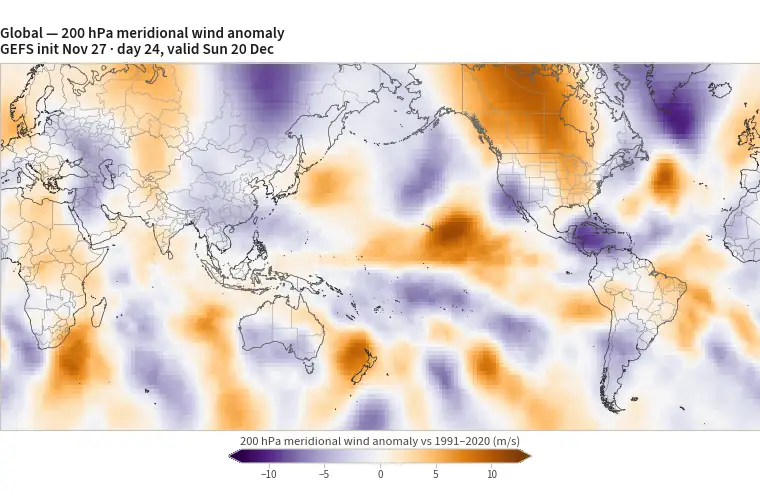 Global — 200 hPa meridional wind anomaly
GEFS init Nov 27 · day 24, valid Sun 20 Dec
200 hPa meridional wind anomaly vs 1991–2020 (m/s)
−10 −5 0 5 10